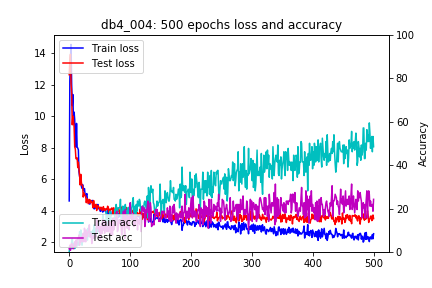 db4_004: 500 epochs loss and accuracy
Train loss
Test loss
Train acc
Test acc
Loss
Accuracy
14
12
10
8
6
4
2
100
80
60
40
20
0
0
100
200
300
400
500